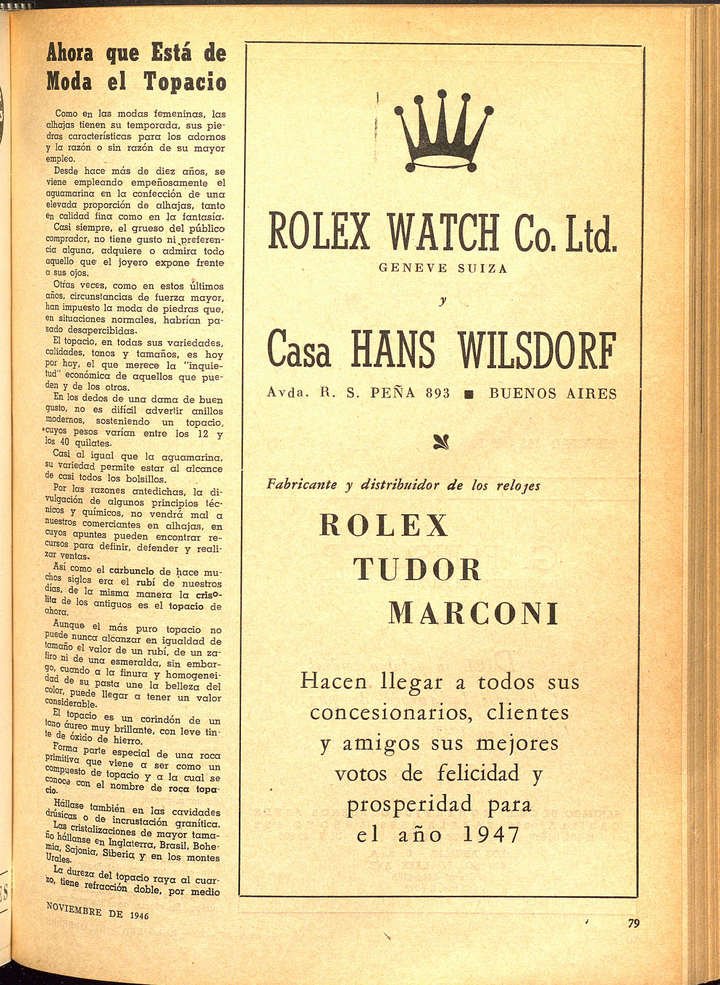 Ahora que Está de
Moda el Topacio
Como en las modas femeninas, las
alhajas tienen su temporada, sus pie-
dras características para los adornos
y la razón o sin razón de su mayor
empleo.
Desde hace más de diez años, se
viene empleando empeñosamente el
aguamarina en la confección de una
elevada proporción de alhajas, tanto
en calidad fina como en la fantasía.
Casi siempre, el grueso del público
comprador, no tiene gusto ni preferen-
cia alguna, adquiere o admira todo
aquello que el joyero expone frente
a sus ojos.
Otras veces, como en estos últimos
años, circunstancias de fuerza mayor,
han impuesto la moda de piedras que,
en situaciones normales, habrían pa-
sado desapercibidas.
El topacio, en todas sus variedades,
calidades, tonos y tamaños, es hoy
por hoy, el que merece la "inquie-
tud" económica de aquellos que pue-
den y de los otros.
En los dedos de una dama de buen
gusto, no es difícil advertir anillos
modernos, sosteniendo un topacio,
cuyos pesos varían entre los 12 y
los 40 quilates.
Casi al igual que la aguamarina,
su variedad permite estar al alcance
de casi todos los bolsillos.
Por las razones antedichas, la di-
vulgación de algunos principios téc-
nicos y químicos, no vendrá mal a
nuestros comerciantes en alhajas, en
cuyos apuntes pueden encontrar re-
cursos para definir, defender y reali-
zar ventas.
Así como el carbunclo de hace mu-
chos siglos era el rubí de nuestros
días, de la misma manera la criso-
lita de los antiguos es el topacio de
ahora.
Aunque el más puro topacio no
puede nunca alcanzar en igualdad de
tamaño el valor de un rubí, de un za-
firo ni de una esmeralda, sin embar-
go, cuando a la finura y homogenei-
dad de su pasta une la belleza del
color, puede llegar a tener un valor
considerable.
El topacio es un corindón de un
tono áureo muy brillante, con leve tin-
te de óxido de hierro.
Forma parte especial de una roca
primitiva que viene a ser como un
compuesto de topacio y a la cual se
conoce con el nombre de roca topa-
cio.
Hállase también en las cavidades
drúsicas o de incrustación granítica.
Las cristalizaciones de mayor tama-
ño hállanse en Inglaterra, Brasil, Bohe-
mia, Sajonia, Siberia y en los montes
Urales.
La dureza del topacio raya al cuar-
zo, tiene refracción doble, por medio
NOVIEMBRE DE 1946
ROLEX WATCH Co. Ltd.
GENEVE SUIZA
y
Casa HANS WILSDORF
Avda. R. S. PEÑA 893 ■ BUENOS AIRES
Fabricante y distribuidor de los relojes
ROLEX
TUDOR
MARCONI
Hacen llegar a todos sus
concesionarios, clientes
y amigos sus mejores
votos de felicidad y
prosperidad para
el año 1947
79